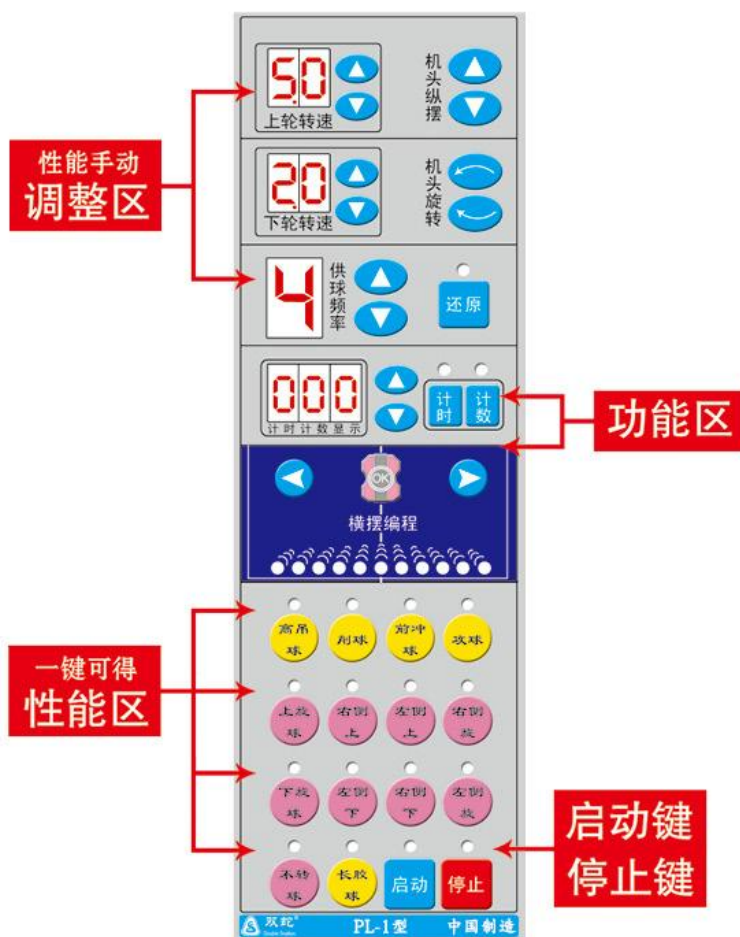 5.0
上轮转速
机头纵摆
性能手动
调整区
2.0
下轮转速
机头旋转
4
供球频率
还原
000
计时计数显示
计时
计数
功能区
OK
横摆编程
一键可得
性能区
高吊球
削球
前冲球
攻球
上旋球
右侧上
左侧上
右侧旋
下旋球
左侧下
右侧下
左侧旋
不转球
长胶球
启动
停止
启动键
停止键
双蛇®
PL-1型
中国制造